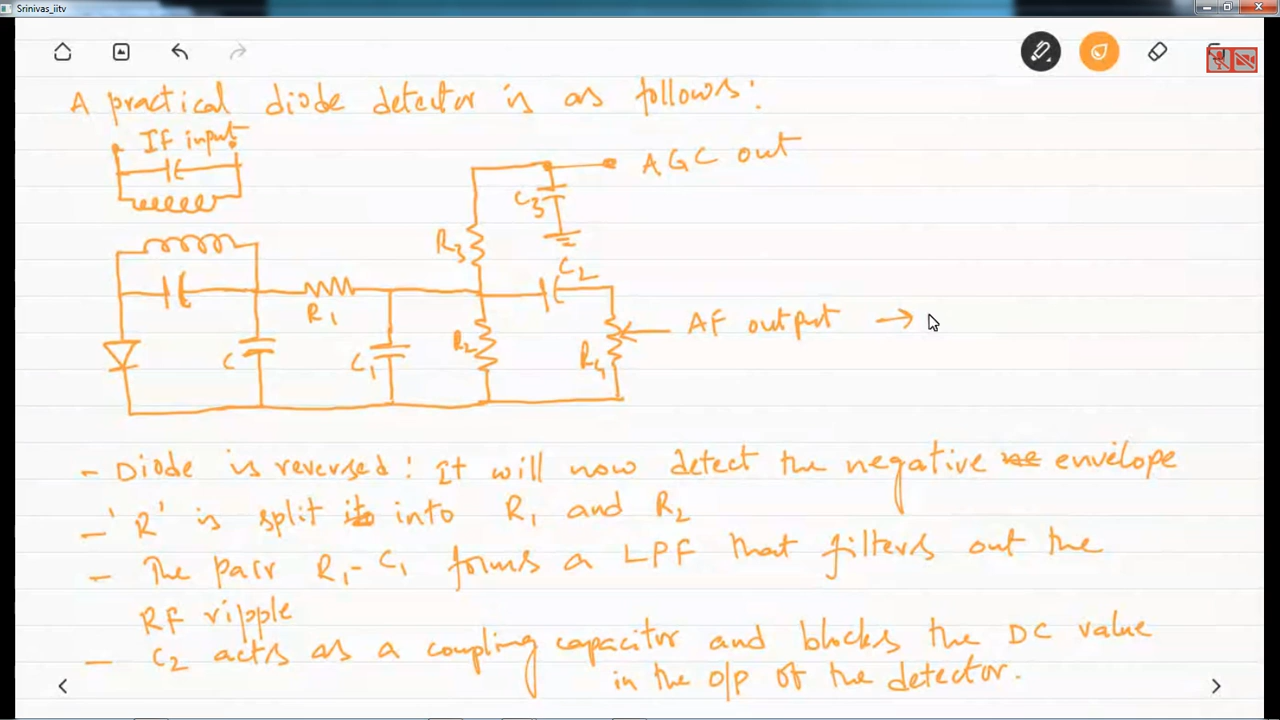 Srinivas_iitv
A practical diode detector is as follows:
IF input
AGC out
C3
R3
C2
R1
AF output →
R2
R4
C
C1
- Diode is reversed! It will now detect the negative envelope
- 'R' is split into R1 and R2
- The pair R1-C1 forms a LPF that filters out the
RF ripple
- C2 acts as a coupling capacitor and blocks the DC value
in the o/p of the detector.